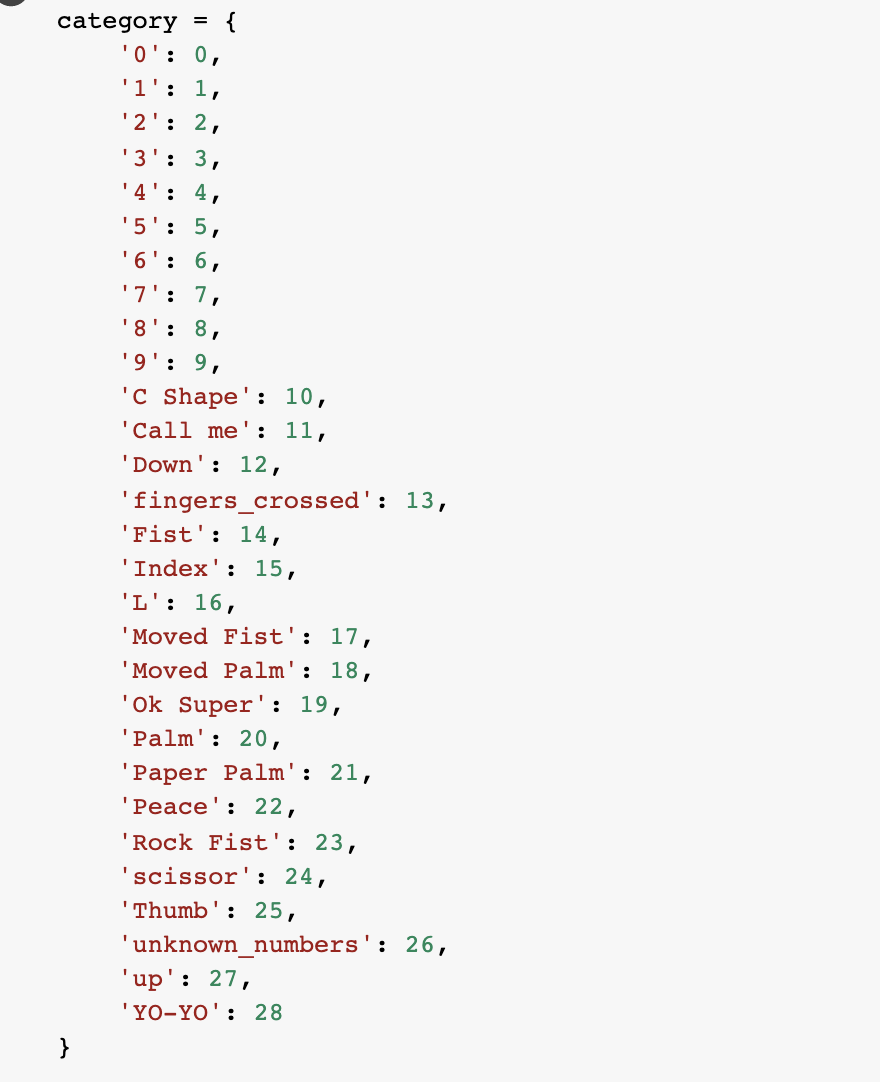 category = {
    '0': 0,
    '1': 1,
    '2': 2,
    '3': 3,
    '4': 4,
    '5': 5,
    '6': 6,
    '7': 7,
    '8': 8,
    '9': 9,
    'C Shape': 10,
    'Call me': 11,
    'Down': 12,
    'fingers_crossed': 13,
    'Fist': 14,
    'Index': 15,
    'L': 16,
    'Moved Fist': 17,
    'Moved Palm': 18,
    'Ok Super': 19,
    'Palm': 20,
    'Paper Palm': 21,
    'Peace': 22,
    'Rock Fist': 23,
    'scissor': 24,
    'Thumb': 25,
    'unknown_numbers': 26,
    'up': 27,
    'YO-YO': 28
}